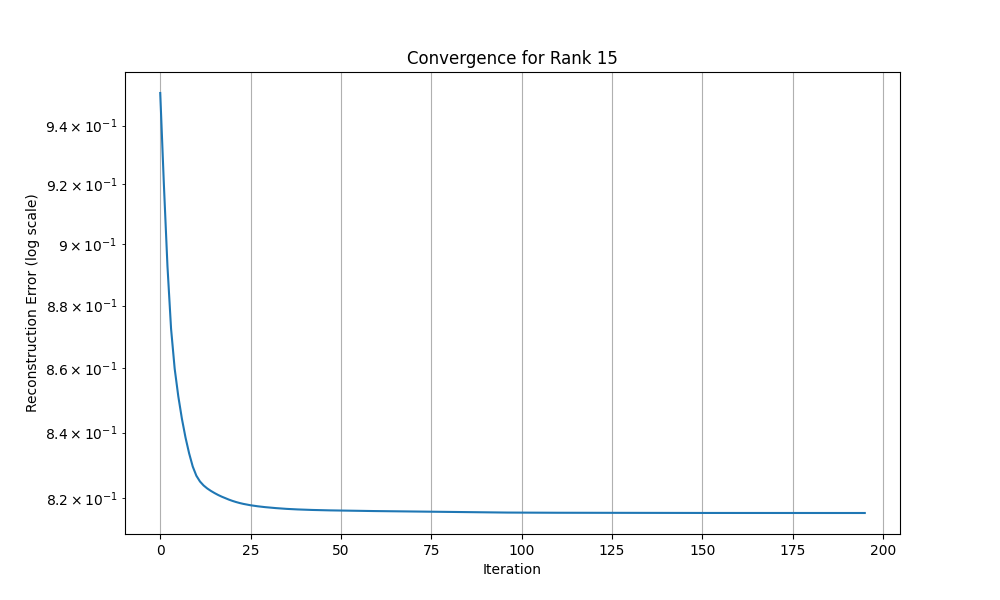 Convergence for Rank 15
Reconstruction Error (log scale)
9.4 × 10⁻¹
9.2 × 10⁻¹
9 × 10⁻¹
8.8 × 10⁻¹
8.6 × 10⁻¹
8.4 × 10⁻¹
8.2 × 10⁻¹
0 25 50 75 100 125 150 175 200
Iteration